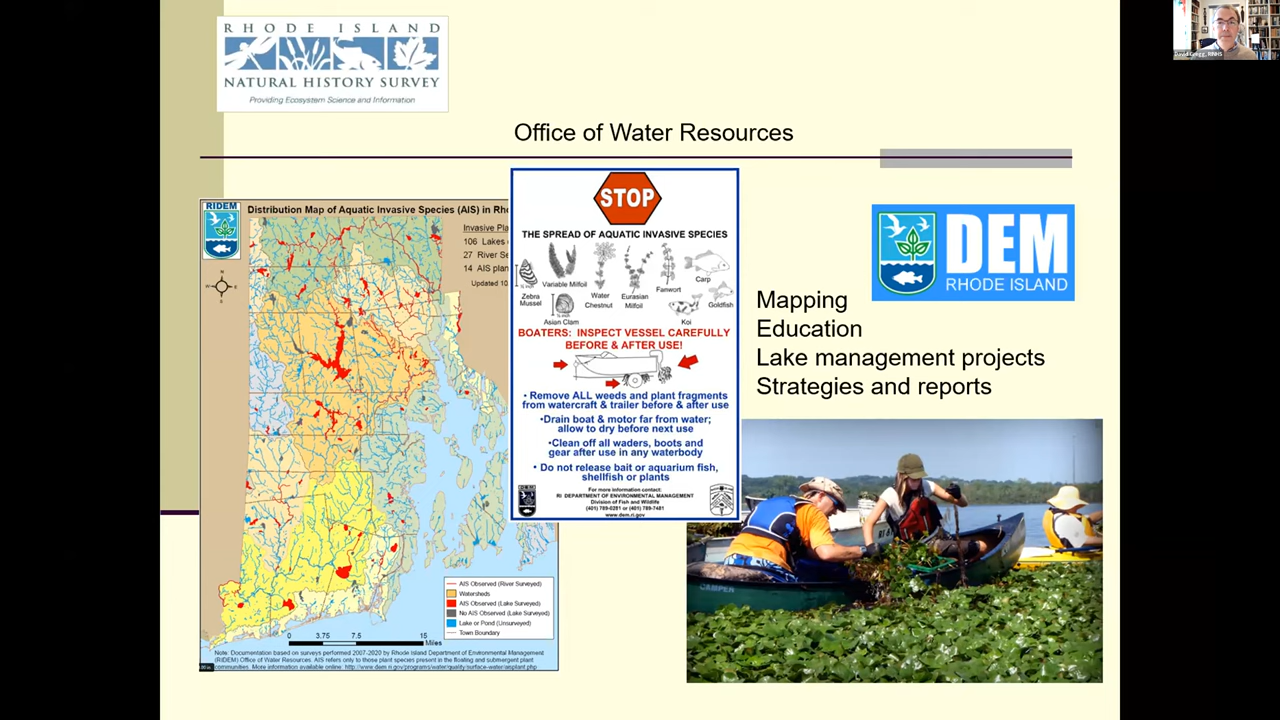 RHODE ISLAND
NATURAL HISTORY SURVEY
Providing Ecosystem Science and Information
David Gregg, RINHS
Office of Water Resources
RIDEM
Distribution Map of Aquatic Invasive Species (AIS) in Rh
Invasive Pla
106 Lakes
27 River Se
14 AIS plan
Updated 10
N
W
E
S
AIS Observed (River Surveyed)
Watersheds
AIS Observed (Lake Surveyed)
No AIS Observed (Lake Surveyed)
Lake or Pond (Unsurveyed)
Town Boundary
0 3.75 7.5 15
Miles
Note: Documentation based on surveys performed 2007-2020 by Rhode Island Department of Environmental Management
(RIDEM) Office of Water Resources. AIS refers only to those plant species present in the floating and submergent plant
communities. More information available online: http://www.dem.ri.gov/programs/water/quality/surface-water/aisplant.php
STOP
THE SPREAD OF AQUATIC INVASIVE SPECIES
Zebra
Mussel
Variable Milfoil
Asian Clam
Water
Chestnut
Eurasian
Milfoil
Fanwort
Carp
Koi
Goldfish
BOATERS: INSPECT VESSEL CAREFULLY
BEFORE & AFTER USE!
• Remove ALL weeds and plant fragments
from watercraft & trailer before & after use
•Drain boat & motor far from water;
allow to dry before next use
•Clean off all waders, boots and
gear after use in any waterbody
• Do not release bait or aquarium fish,
shellfish or plants
For more information contact:
RI DEPARTMENT OF ENVIRONMENTAL MANAGEMENT
Division of Fish and Wildlife
(401) 789-0281 or (401) 789-7481
www.dem.ri.gov
DEM
RHODE ISLAND
Mapping
Education
Lake management projects
Strategies and reports
CAMPER